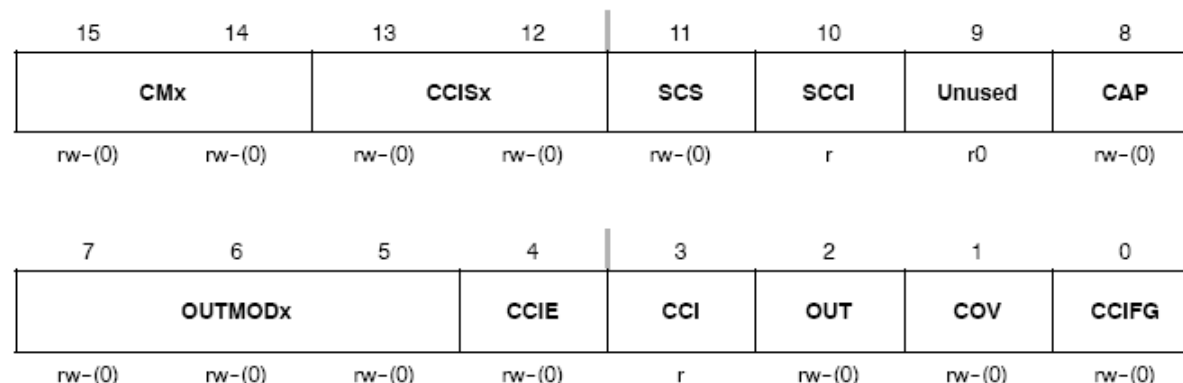 15 14 13 12 11 10 9 8
CMx CCISx SCS SCCI Unused CAP
rw-(0) rw-(0) rw-(0) rw-(0) rw-(0) r r0 rw-(0)
7 6 5 4 3 2 1 0
OUTMODx CCIE CCI OUT COV CCIFG
rw-(0) rw-(0) rw-(0) rw-(0) r rw-(0) rw-(0) rw-(0)